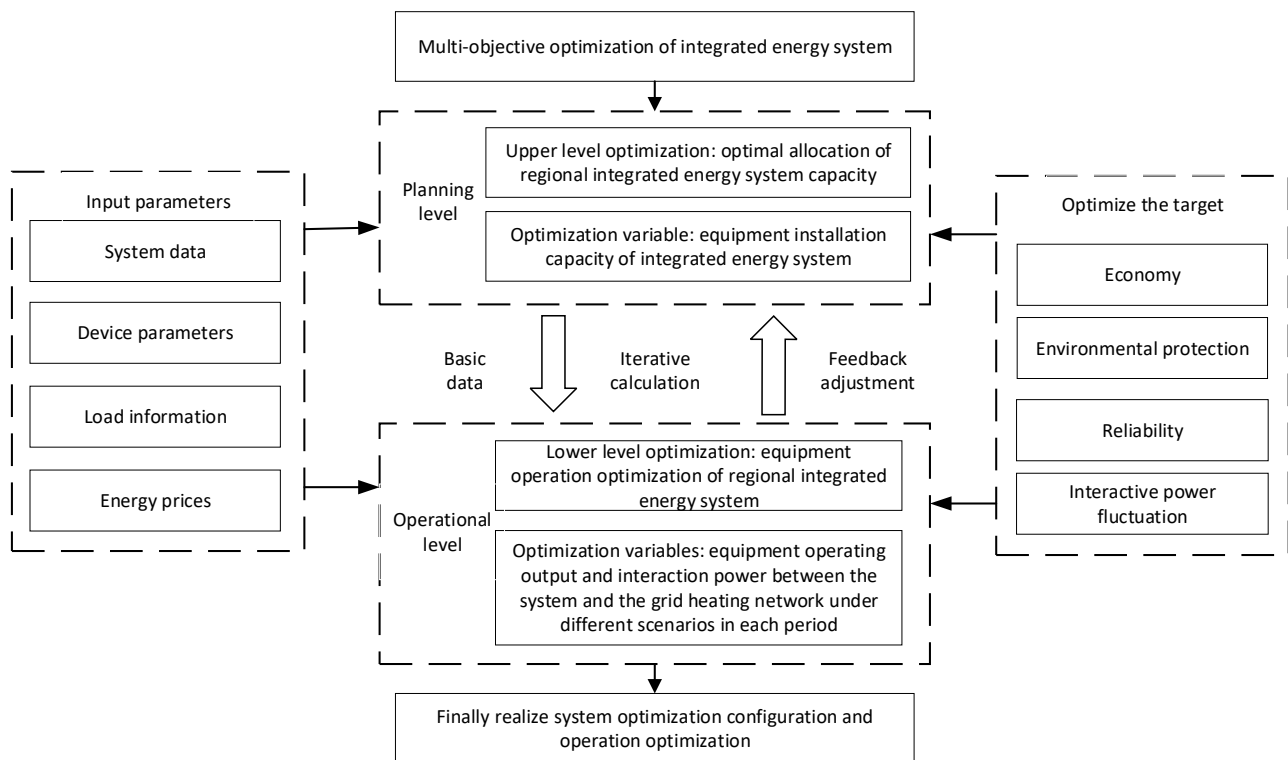 Multi-objective optimization of integrated energy system
Input parameters
System data
Device parameters
Load information
Energy prices
Planning
level
Upper level optimization: optimal allocation of
regional integrated energy system capacity
Optimization variable: equipment installation
capacity of integrated energy system
Basic
data
Iterative
calculation
Feedback
adjustment
Operational
level
Lower level optimization: equipment
operation optimization of regional integrated
energy system
Optimization variables: equipment operating
output and interaction power between the
system and the grid heating network under
different scenarios in each period
Optimize the target
Economy
Environmental protection
Reliability
Interactive power
fluctuation
Finally realize system optimization configuration and
operation optimization